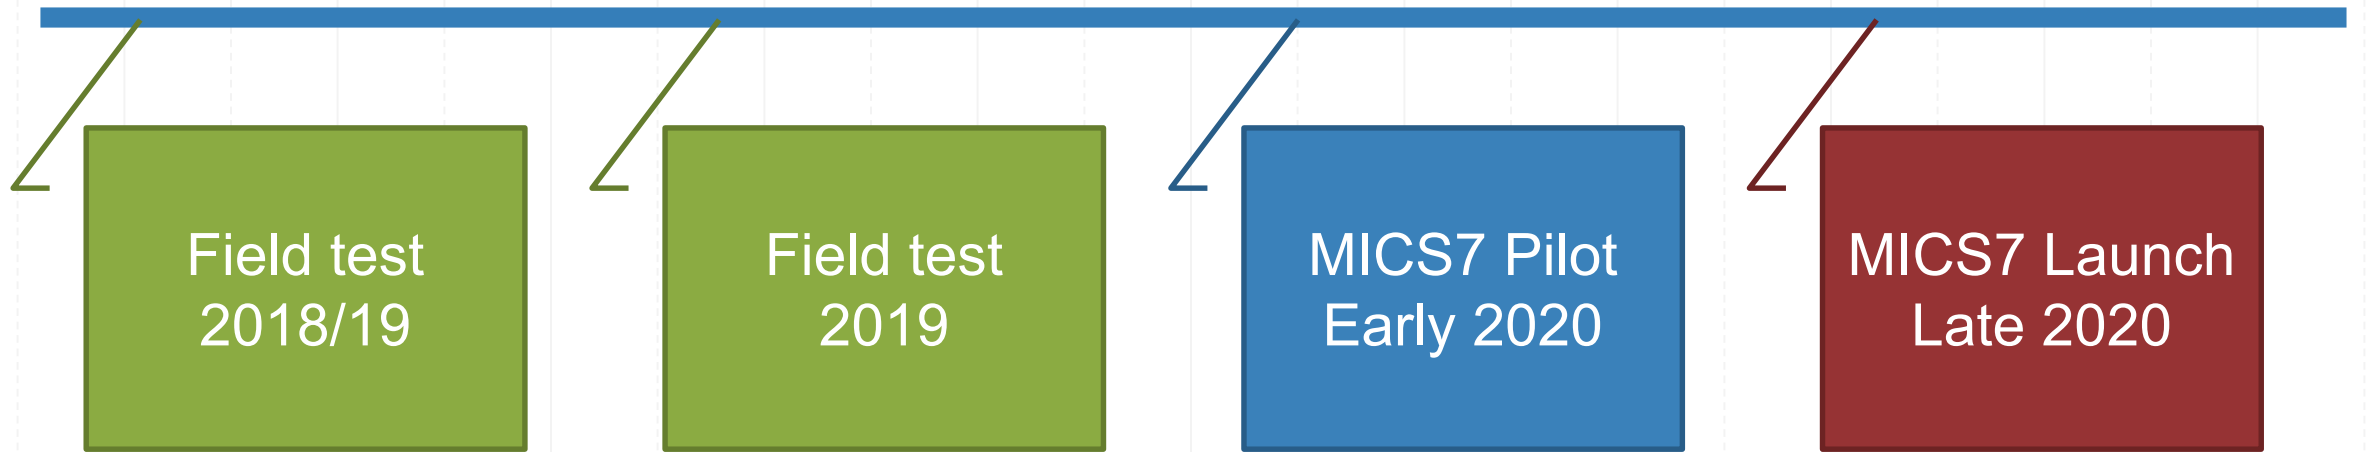 Field test
2018/19
Field test
2019
MICS7 Pilot
Early 2020
MICS7 Launch
Late 2020